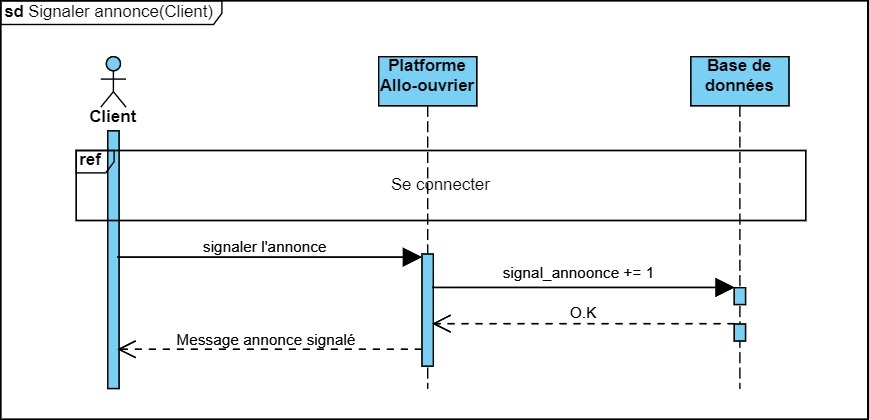 sd Signaler annonce(Client)
Client
Platforme
Allo-ouvrier
Base de
données
ref
Se connecter
signaler l'annonce
signal_annoonce += 1
O.K
Message annonce signalé